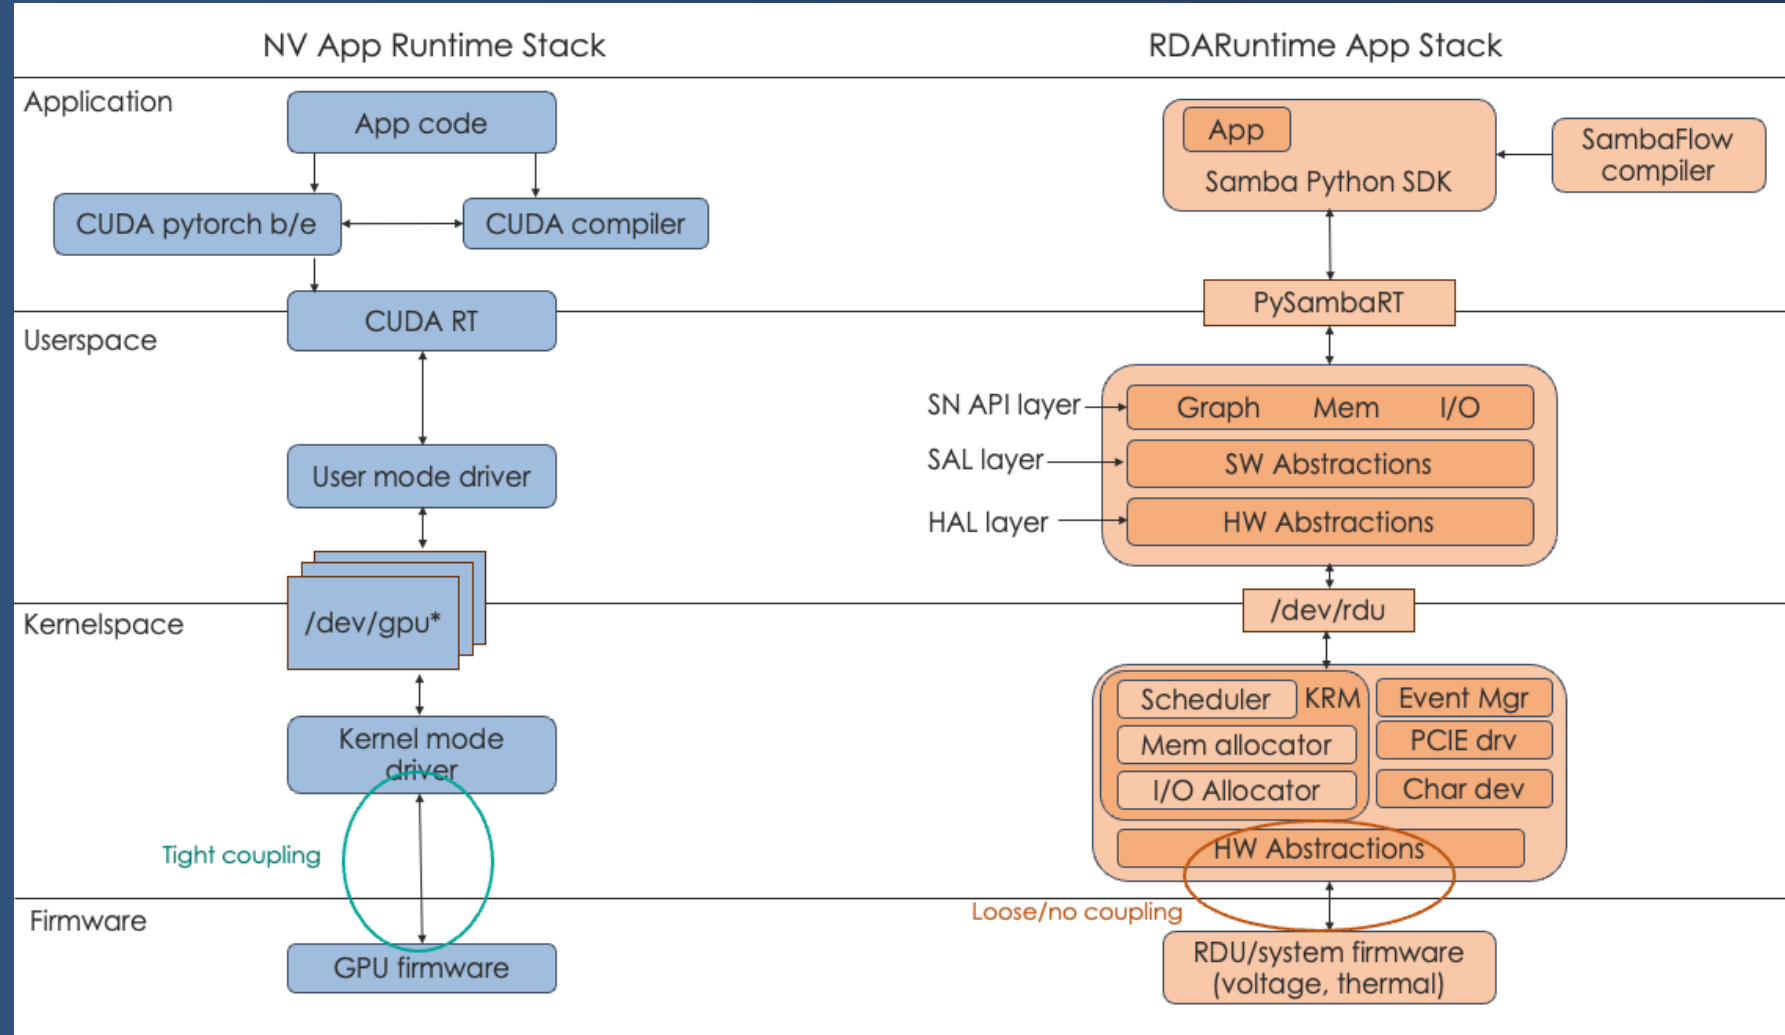 NV App Runtime Stack
RDARuntime App Stack
Application
App code
CUDA pytorch b/e
CUDA compiler
CUDA RT
App
Samba Python SDK
SambaFlow
compiler
PySambaRT
Userspace
User mode driver
SN API layer
Graph Mem I/O
SAL layer
SW Abstractions
HAL layer
HW Abstractions
Kernelspace
/dev/gpu*
/dev/rdu
Kernel mode
driver
Scheduler
KRM
Mem allocator
I/O Allocator
Event Mgr
PCIE drv
Char dev
HW Abstractions
Tight coupling
Loose/no coupling
Firmware
GPU firmware
RDU/system firmware
(voltage, thermal)